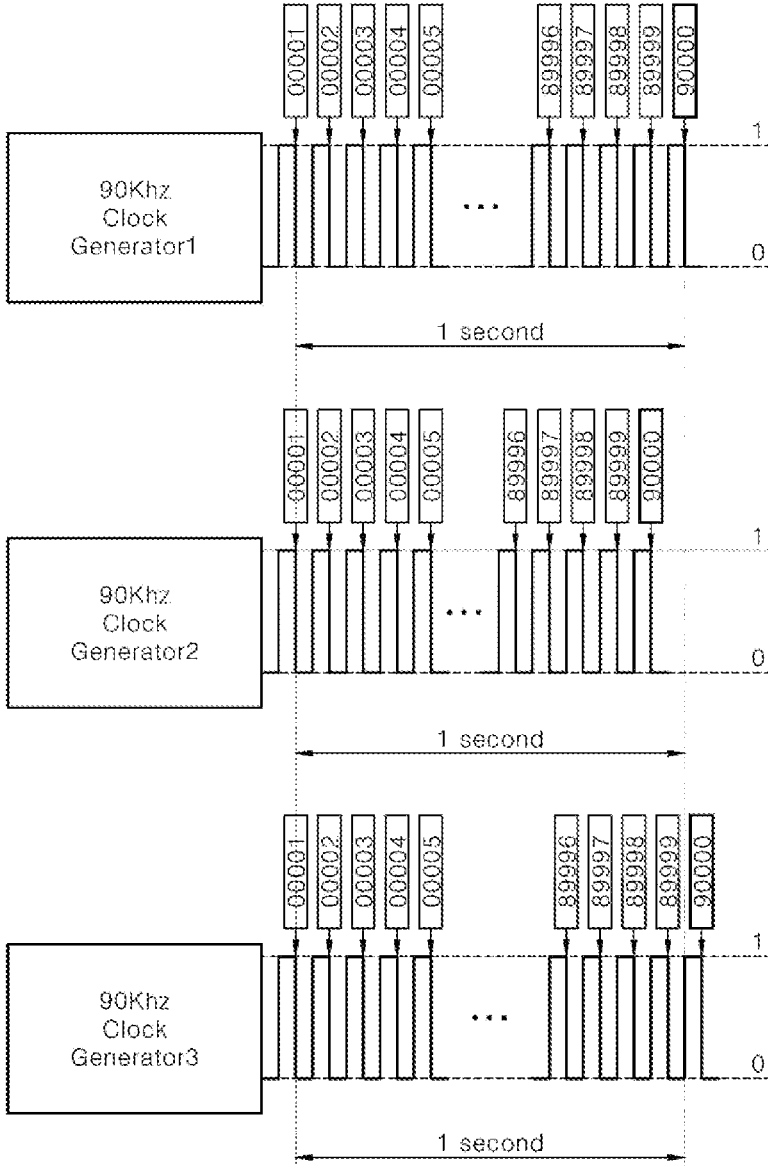 00001 00002 00003 00004 00005 89996 89997 89998 89999 90000
1
90Khz
Clock
Generator1
...
0
1 second
00001 00002 00003 00004 00005 89996 89997 89998 89999 90000
1
90Khz
Clock
Generator2
...
0
1 second
00001 00002 00003 00004 00005 89996 89997 89998 89999 90000
1
90Khz
Clock
Generator3
...
0
1 second